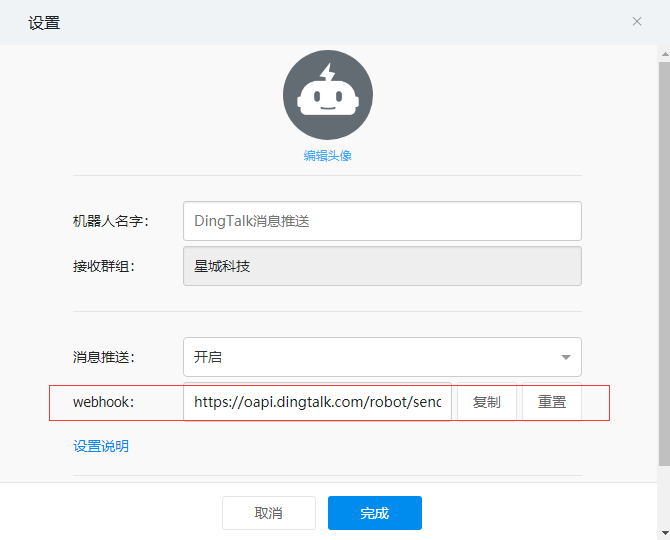 设置
编辑头像
机器人名字: DingTalk消息推送
接收群组: 星城科技
消息推送: 开启
webhook: https://oapi.dingtalk.com/robot/send 复制 重置
设置说明
取消 完成